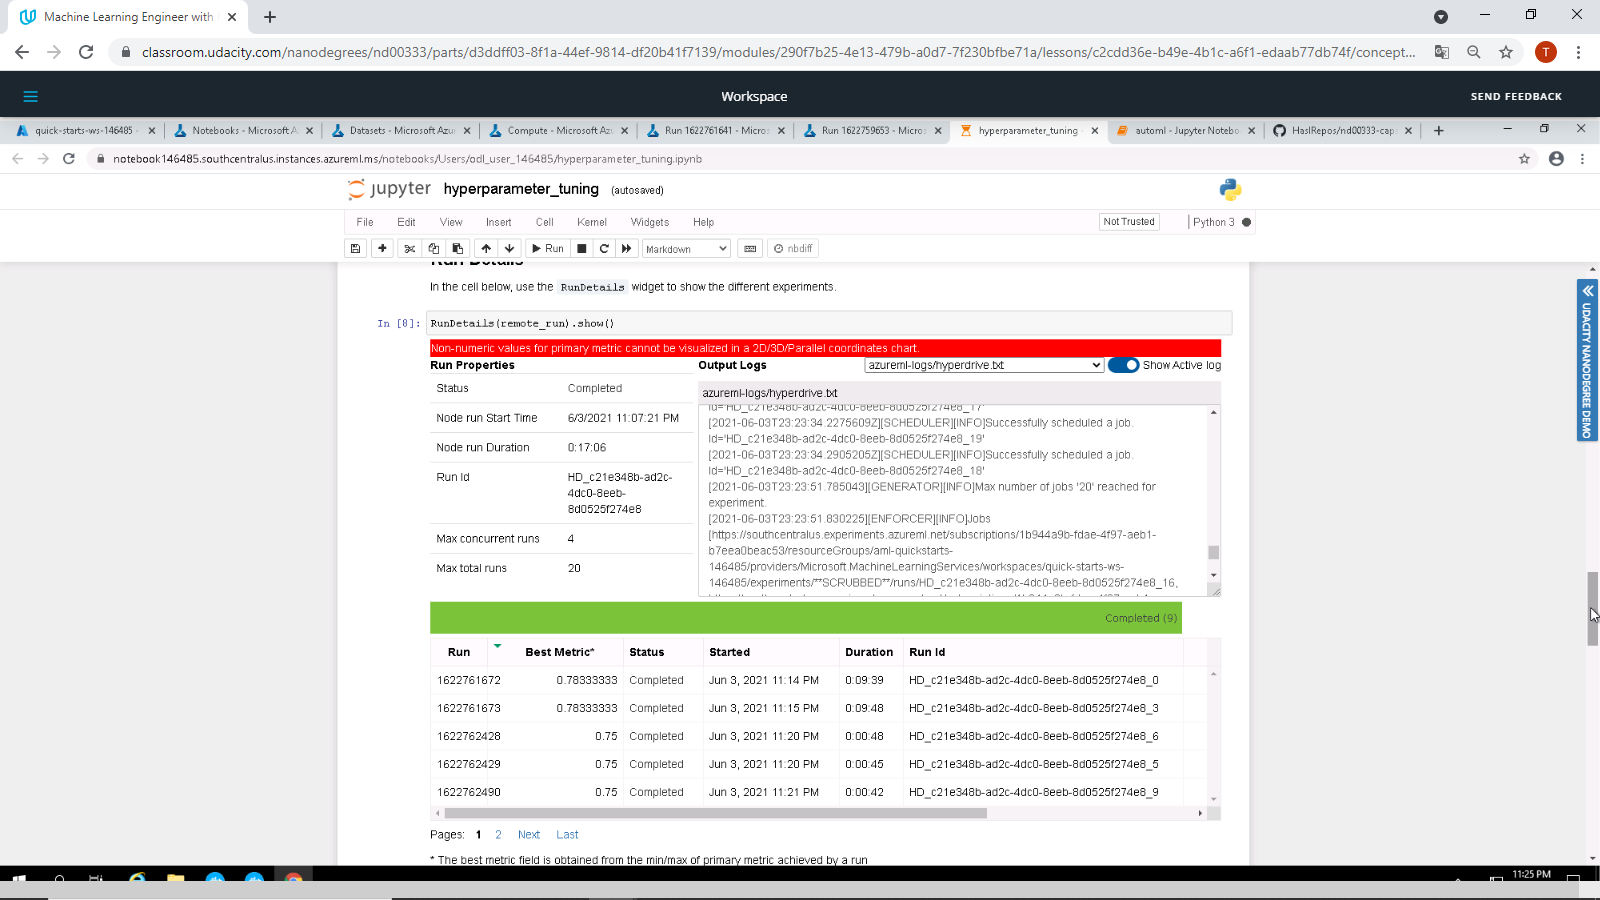 Machine Learning Engineer with
classroom.udacity.com/nanodegrees/nd00333/parts/d3ddff03-8f1a-44ef-9814-df20b41f7139/modules/290f7b25-4e13-479b-a0d7-7f230bfbe71a/lessons/c2cdd36e-b49e-4b1c-a6f1-edaab77db74f/concept...
T
Workspace
SEND FEEDBACK
quick-starts-ws-146485 -
Notebooks - Microsoft A
Datasets - Microsoft Azur
Compute - Microsoft Azu
Run 1622761641 - Micros
Run 1622759653 - Micros
hyperparameter_tuning -
automl - Jupyter Notebo
HaslRepos/nd00333-cap
notebook146485.southcentralus.instances.azureml.ms/notebooks/Users/odl_user_146485/hyperparameter_tuning.ipynb
jupyter hyperparameter_tuning (autosaved)
File Edit View Insert Cell Kernel Widgets Help
Not Trusted
Python 3
Run
Markdown
nbdiff
Run Details
In the cell below, use the RunDetails widget to show the different experiments.
In [8]: RunDetails(remote_run).show()
Non-numeric values for primary metric cannot be visualized in a 2D/3D/Parallel coordinates chart.
Run Properties
Status Completed
Node run Start Time 6/3/2021 11:07:21 PM
Node run Duration 0:17:06
Run Id HD_c21e348b-ad2c-
4dc0-8eeb-
8d0525f274e8
Max concurrent runs 4
Max total runs 20
Output Logs
azureml-logs/hyperdrive.txt
Show Active log
azureml-logs/hyperdrive.txt
Id='HD_c21e348b-ad2c-4dc0-8eeb-8d0525f274e8_17'
[2021-06-03T23:23:34.2275609Z][SCHEDULER][INFO]Successfully scheduled a job.
Id='HD_c21e348b-ad2c-4dc0-8eeb-8d0525f274e8_19'
[2021-06-03T23:23:34.2905205Z][SCHEDULER][INFO]Successfully scheduled a job.
Id='HD_c21e348b-ad2c-4dc0-8eeb-8d0525f274e8_18'
[2021-06-03T23:23:51.785043][GENERATOR][INFO]Max number of jobs '20' reached for
experiment.
[2021-06-03T23:23:51.830225][ENFORCER][INFO]Jobs
[https://southcentralus.experiments.azureml.net/subscriptions/1b944a9b-fdae-4f97-aeb1-
b7eea0beac53/resourceGroups/aml-quickstarts-
146485/providers/Microsoft.MachineLearningServices/workspaces/quick-starts-ws-
146485/experiments/**SCRUBBED**/runs/HD_c21e348b-ad2c-4dc0-8eeb-8d0525f274e8_16,
Completed (9)
Run Best Metric* Status Started Duration Run Id
1622761672 0.78333333 Completed Jun 3, 2021 11:14 PM 0:09:39 HD_c21e348b-ad2c-4dc0-8eeb-8d0525f274e8_0
1622761673 0.78333333 Completed Jun 3, 2021 11:15 PM 0:09:48 HD_c21e348b-ad2c-4dc0-8eeb-8d0525f274e8_3
1622762428 0.75 Completed Jun 3, 2021 11:20 PM 0:00:48 HD_c21e348b-ad2c-4dc0-8eeb-8d0525f274e8_6
1622762429 0.75 Completed Jun 3, 2021 11:20 PM 0:00:45 HD_c21e348b-ad2c-4dc0-8eeb-8d0525f274e8_5
1622762490 0.75 Completed Jun 3, 2021 11:21 PM 0:00:42 HD_c21e348b-ad2c-4dc0-8eeb-8d0525f274e8_9
Pages: 1 2 Next Last
* The best metric field is obtained from the min/max of primary metric achieved by a run
UDACITY NANODEGREE DEMO
11:25 PM